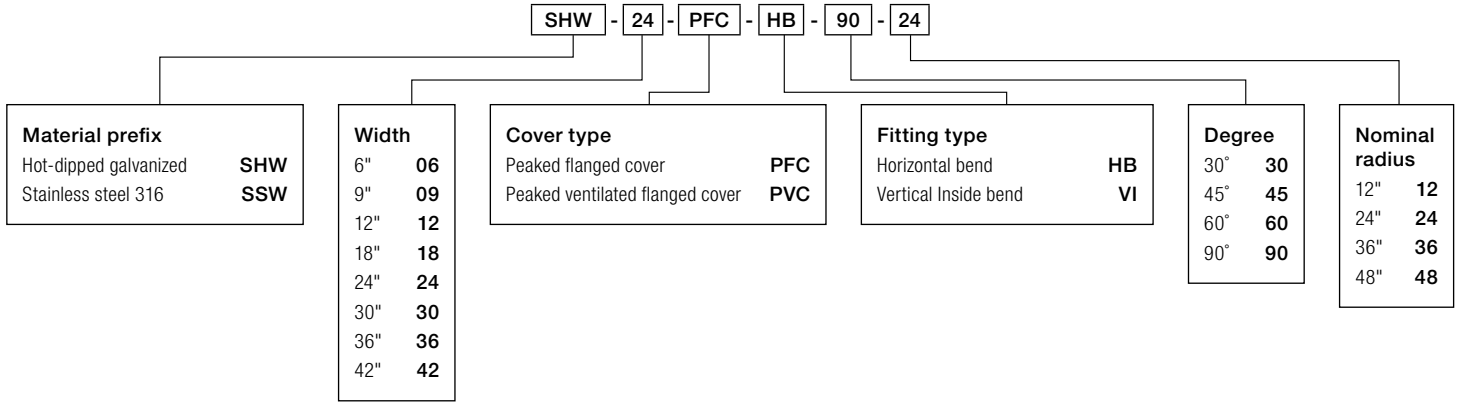 SHW - 24 - PFC - HB - 90 - 24
Material prefix
Hot-dipped galvanized SHW
Stainless steel 316 SSW
Width
6" 06
9" 09
12" 12
18" 18
24" 24
30" 30
36" 36
42" 42
Cover type
Peaked flanged cover PFC
Peaked ventilated flanged cover PVC
Fitting type
Horizontal bend HB
Vertical Inside bend VI
Degree
30° 30
45° 45
60° 60
90° 90
Nominal
radius
12" 12
24" 24
36" 36
48" 48